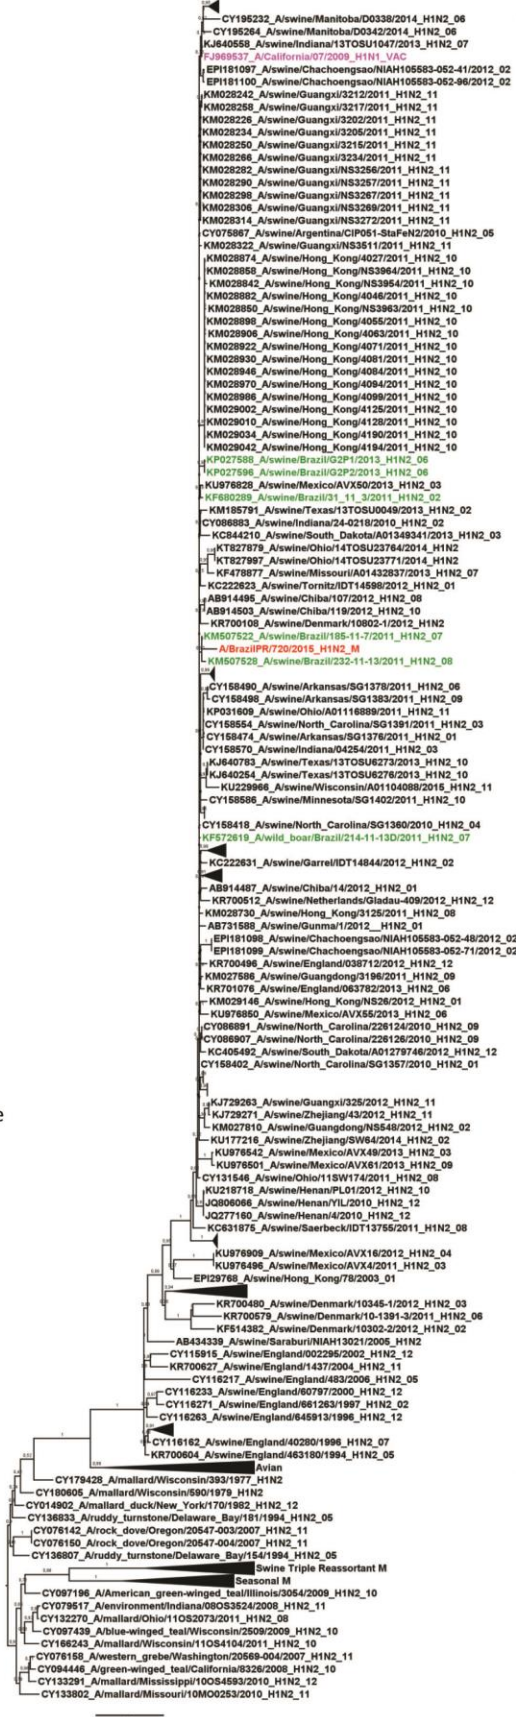 CY195232_A/swine/Manitoba/D0338/2014_H1N2_06
CY195264_A/swine/Manitoba/D0342/2014_H1N2_06
KJ640558_A/swine/Indiana/13TOSU1047/2013_H1N2_07
FJ969537_A/California/07/2009_H1N1_VAC
EPI181097_A/swine/Chachoengsao/NIAH105583-052-41/2012_02
EPI181100_A/swine/Chachoengsao/NIAH105583-052-96/2012_02
KM028242_A/swine/Guangxi/3212/2011_H1N2_11
KM028258_A/swine/Guangxi/3217/2011_H1N2_11
KM028226_A/swine/Guangxi/3202/2011_H1N2_11
KM028234_A/swine/Guangxi/3205/2011_H1N2_11
KM028250_A/swine/Guangxi/3215/2011_H1N2_11
KM028266_A/swine/Guangxi/3234/2011_H1N2_11
KM028282_A/swine/Guangxi/NS3256/2011_H1N2_11
KM028290_A/swine/Guangxi/NS3257/2011_H1N2_11
KM028298_A/swine/Guangxi/NS3267/2011_H1N2_11
KM028306_A/swine/Guangxi/NS3269/2011_H1N2_11
KM028314_A/swine/Guangxi/NS3272/2011_H1N2_11
CY075867_A/swine/Argentina/CIP051-StaFeN2/2010_H1N2_05
KM028322_A/swine/Guangxi/NS3511/2011_H1N2_11
KM028874_A/swine/Hong_Kong/4027/2011_H1N2_10
KM028858_A/swine/Hong_Kong/NS3964/2011_H1N2_10
KM028842_A/swine/Hong_Kong/NS3954/2011_H1N2_10
KM028882_A/swine/Hong_Kong/4046/2011_H1N2_10
KM028850_A/swine/Hong_Kong/NS3963/2011_H1N2_10
KM028898_A/swine/Hong_Kong/4055/2011_H1N2_10
KM028906_A/swine/Hong_Kong/4063/2011_H1N2_10
KM028922_A/swine/Hong_Kong/4071/2011_H1N2_10
KM028930_A/swine/Hong_Kong/4081/2011_H1N2_10
KM028946_A/swine/Hong_Kong/4084/2011_H1N2_10
KM028970_A/swine/Hong_Kong/4094/2011_H1N2_10
KM028986_A/swine/Hong_Kong/4099/2011_H1N2_10
KM029002_A/swine/Hong_Kong/4125/2011_H1N2_10
KM029010_A/swine/Hong_Kong/4128/2011_H1N2_10
KM029034_A/swine/Hong_Kong/4190/2011_H1N2_10
KM029042_A/swine/Hong_Kong/4194/2011_H1N2_10
KP027588_A/swine/Brazil/G2P1/2013_H1N2_06
KP027596_A/swine/Brazil/G2P2/2013_H1N2_06
KU976828_A/swine/Mexico/AVX50/2013_H1N2_03
KF680289_A/swine/Brazil/31_11_3/2011_H1N2_02
KM185791_A/swine/Texas/13TOSU0049/2013_H1N2_02
CY086883_A/swine/Indiana/24-0218/2010_H1N2_02
KC844210_A/swine/South_Dakota/A01349341/2013_H1N2_03
KT827879_A/swine/Ohio/14TOSU23764/2014_H1N2
KT827997_A/swine/Ohio/14TOSU23771/2014_H1N2
KF478877_A/swine/Missouri/A01432837/2013_H1N2_07
KC222623_A/swine/Tornitz/IDT14598/2012_H1N2_01
AB914495_A/swine/Chiba/107/2012_H1N2_08
AB914503_A/swine/Chiba/119/2012_H1N2_10
KR700108_A/swine/Denmark/10802-1/2012_H1N2
KM507522_A/swine/Brazil/185-11-7/2011_H1N2_07
A/BrazilPR/720/2015_H1N2_M
KM507528_A/swine/Brazil/232-11-13/2011_H1N2_08
CY158490_A/swine/Arkansas/SG1378/2011_H1N2_06
CY158498_A/swine/Arkansas/SG1383/2011_H1N2_09
KP031609_A/swine/Ohio/A01116889/2011_H1N2_11
CY158554_A/swine/North_Carolina/SG1391/2011_H1N2_03
CY158474_A/swine/Arkansas/SG1376/2011_H1N2_01
CY158570_A/swine/Indiana/04254/2011_H1N2_03
KJ640783_A/swine/Texas/13TOSU6273/2013_H1N2_10
KJ640254_A/swine/Texas/13TOSU6276/2013_H1N2_10
KU229966_A/swine/Wisconsin/A01104088/2015_H1N2_11
CY158586_A/swine/Minnesota/SG1402/2011_H1N2_10
CY158418_A/swine/North_Carolina/SG1360/2010_H1N2_04
KF572619_A/wild_boar/Brazil/214-11-13D/2011_H1N2_07
KC222631_A/swine/Garrel/IDT14844/2012_H1N2_02
AB914487_A/swine/Chiba/14/2012_H1N2_01
KR700512_A/swine/Netherlands/Gladau-409/2012_H1N2_12
KM028730_A/swine/Hong_Kong/3125/2011_H1N2_08
AB731588_A/swine/Gunma/1/2012__H1N2_01
EPI181098_A/swine/Chachoengsao/NIAH105583-052-48/2012_02
EPI181099_A/swine/Chachoengsao/NIAH105583-052-71/2012_02
KR700496_A/swine/England/038712/2012_H1N2_12
KM027586_A/swine/Guangdong/3196/2011_H1N2_09
KR701076_A/swine/England/063782/2013_H1N2_06
KM029146_A/swine/Hong_Kong/NS26/2012_H1N2_01
KU976850_A/swine/Mexico/AVX55/2013_H1N2_06
CY086891_A/swine/North_Carolina/226124/2010_H1N2_09
CY086907_A/swine/North_Carolina/226126/2010_H1N2_09
KC405492_A/swine/South_Dakota/A01279746/2012_H1N2_12
CY158402_A/swine/North_Carolina/SG1357/2010_H1N2_01
KJ729263_A/swine/Guangxi/325/2012_H1N2_11
e
KJ729271_A/swine/Zhejiang/43/2012_H1N2_11
KM027810_A/swine/Guangdong/NS548/2012_H1N2_02
KU177216_A/swine/Zhejiang/SW64/2014_H1N2_02
KU976542_A/swine/Mexico/AVX49/2013_H1N2_03
KU976501_A/swine/Mexico/AVX61/2013_H1N2_09
CY131546_A/swine/Ohio/11SW174/2011_H1N2_08
KU218718_A/swine/Henan/PL01/2012_H1N2_10
JQ806066_A/swine/Henan/YIL/2010_H1N2_12
JQ277160_A/swine/Henan/4/2010_H1N2_12
KC631875_A/swine/Saerbeck/IDT13755/2011_H1N2_08
KU976909_A/swine/Mexico/AVX16/2012_H1N2_04
KU976496_A/swine/Mexico/AVX4/2011_H1N2_03
EPI29768_A/swine/Hong_Kong/78/2003_01
KR700480_A/swine/Denmark/10345-1/2012_H1N2_03
KR700579_A/swine/Denmark/10-1391-3/2011_H1N2_06
KF514382_A/swine/Denmark/10302-2/2012_H1N2_02
AB434339_A/swine/Saraburi/NIAH13021/2005_H1N2
CY115915_A/swine/England/002295/2002_H1N2_12
KR700627_A/swine/England/1437/2004_H1N2_11
CY116217_A/swine/England/483/2006_H1N2_05
CY116233_A/swine/England/60797/2000_H1N2_12
CY116271_A/swine/England/661263/1997_H1N2_02
CY116263_A/swine/England/645913/1996_H1N2_12
CY116162_A/swine/England/40280/1996_H1N2_07
KR700604_A/swine/England/463180/1994_H1N2_05
Avian
CY179428_A/mallard/Wisconsin/393/1977_H1N2
CY180605_A/mallard/Wisconsin/590/1979_H1N2
CY014902_A/mallard_duck/New_York/170/1982_H1N2_12
CY136833_A/ruddy_turnstone/Delaware_Bay/181/1994_H1N2_05
CY076142_A/rock_dove/Oregon/20547-003/2007_H1N2_11
CY076150_A/rock_dove/Oregon/20547-004/2007_H1N2_11
CY136807_A/ruddy_turnstone/Delaware_Bay/154/1994_H1N2_05
Swine Triple Reassortant M
Seasonal M
CY097196_A/American_green-winged_teal/Illinois/3054/2009_H1N2_10
CY079517_A/environment/Indiana/08OS3524/2008_H1N2_11
CY132270_A/mallard/Ohio/11OS2073/2011_H1N2_08
CY097439_A/blue-winged_teal/Wisconsin/2509/2009_H1N2_10
CY166243_A/mallard/Wisconsin/11OS4104/2011_H1N2_10
CY076158_A/western_grebe/Washington/20569-004/2007_H1N2_11
CY094446_A/green-winged_teal/California/8326/2008_H1N2_10
CY133291_A/mallard/Mississippi/10OS4593/2010_H1N2_12
CY133802_A/mallard/Missouri/10MO0253/2010_H1N2_11